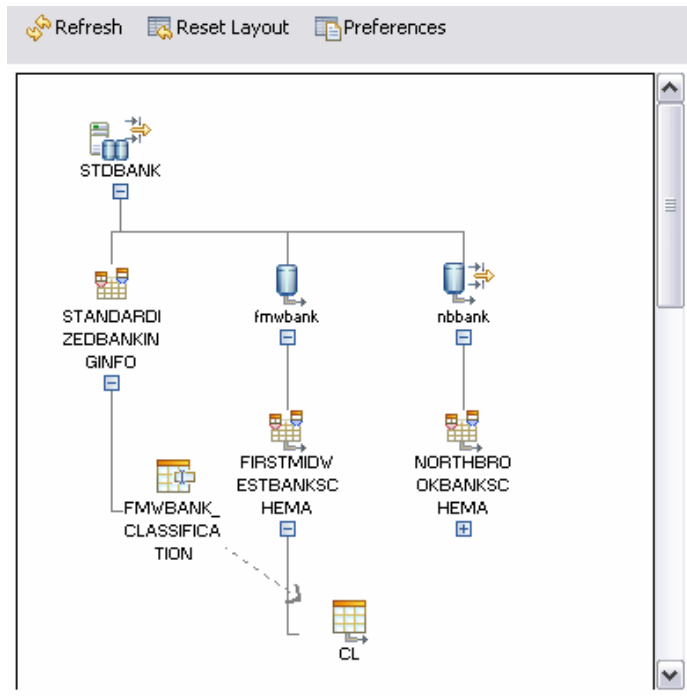 Refresh Reset Layout Preferences
STDBANK
STANDARDI
ZEDBANKIN
GINFO
fmwbank
nbbank
FIRSTMIDW
ESTBANKSC
HEMA
NORTHBRO
OKBANKSC
HEMA
FMWBANK_
CLASSIFICA
TION
CL